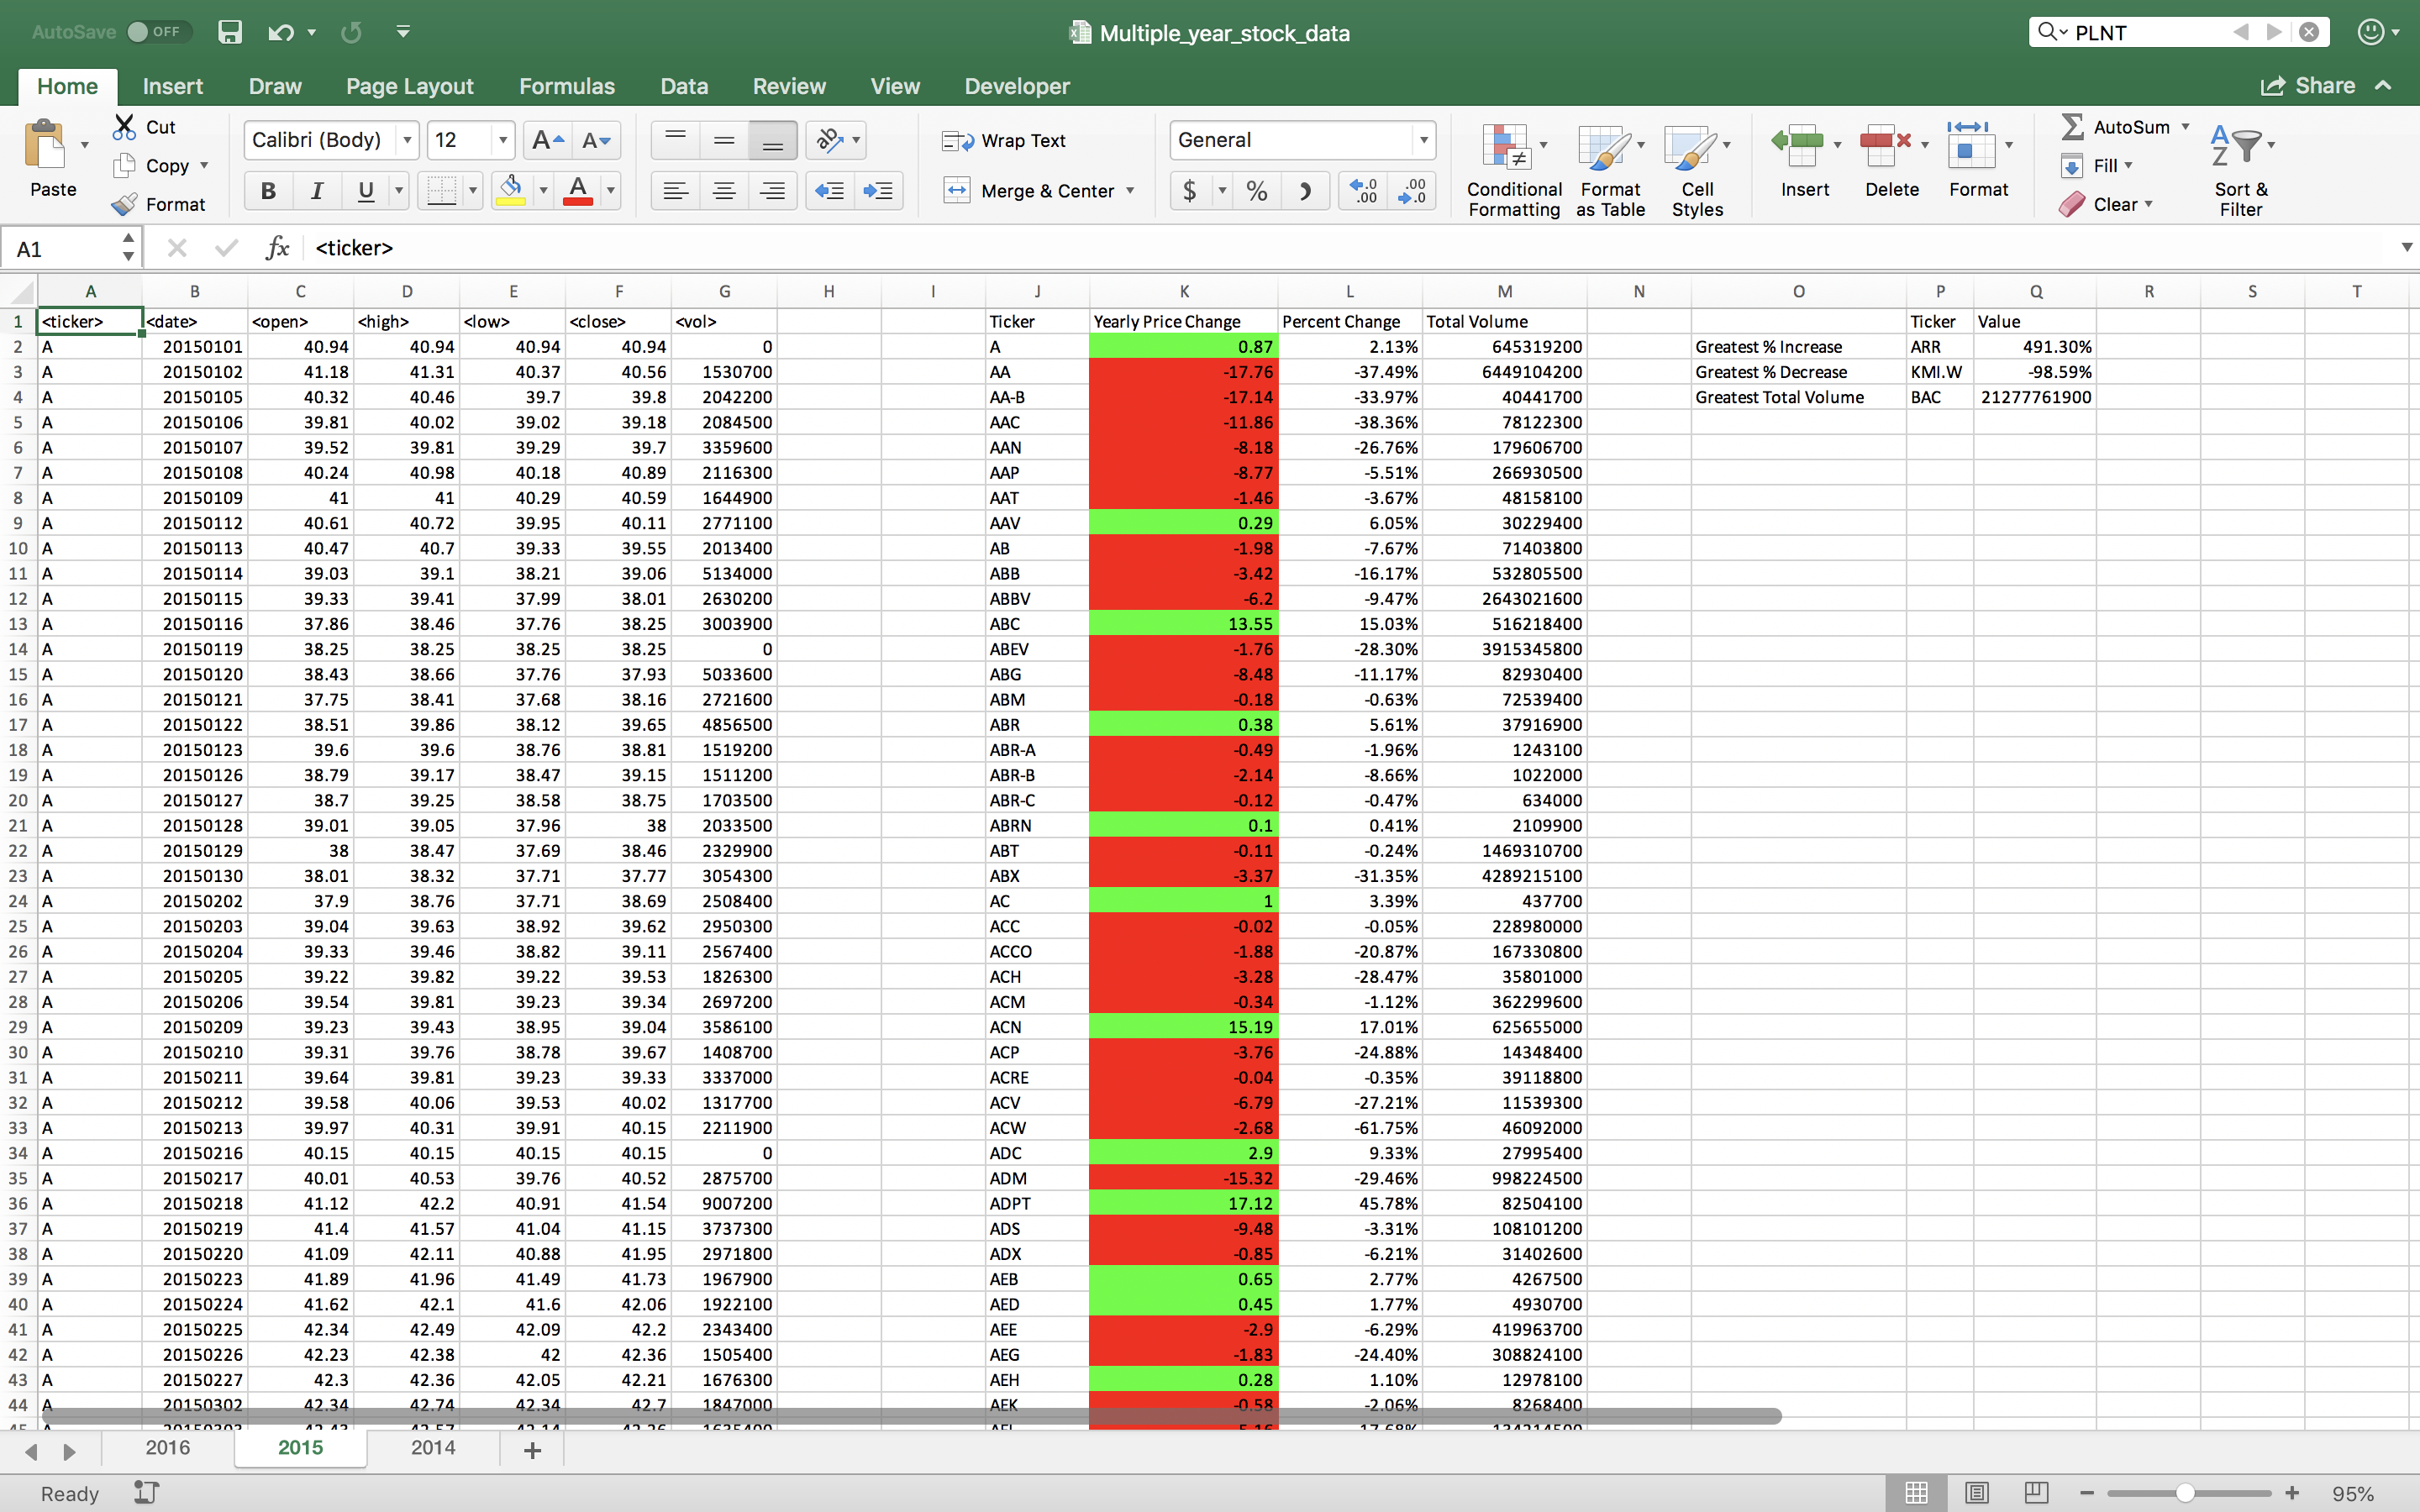 AutoSave OFF Multiple_year_stock_data PLNT
Home Insert Draw Page Layout Formulas Data Review View Developer Share
Paste Cut Copy Format Calibri (Body) 12 A A Wrap Text General Conditional Formatting Format as Table Cell Styles Insert Delete Format AutoSum Fill Clear Sort & Filter
B I U A Merge & Center $ % .0 .00 .00 .0
A1 fx <ticker>
A B C D E F G H I J K L M N O P Q R S T
1 <ticker> <date> <open> <high> <low> <close> <vol> Ticker Yearly Price Change Percent Change Total Volume Ticker Value
2 A 20150101 40.94 40.94 40.94 40.94 0 A 0.87 2.13% 645319200 Greatest % Increase ARR 491.30%
3 A 20150102 41.18 41.31 40.37 40.56 1530700 AA -17.76 -37.49% 6449104200 Greatest % Decrease KMI.W -98.59%
4 A 20150105 40.32 40.46 39.7 39.8 2042200 AA-B -17.14 -33.97% 40441700 Greatest Total Volume BAC 21277761900
5 A 20150106 39.81 40.02 39.02 39.18 2084500 AAC -11.86 -38.36% 78122300
6 A 20150107 39.52 39.81 39.29 39.7 3359600 AAN -8.18 -26.76% 179606700
7 A 20150108 40.24 40.98 40.18 40.89 2116300 AAP -8.77 -5.51% 266930500
8 A 20150109 41 41 40.29 40.59 1644900 AAT -1.46 -3.67% 48158100
9 A 20150112 40.61 40.72 39.95 40.11 2771100 AAV 0.29 6.05% 30229400
10 A 20150113 40.47 40.7 39.33 39.55 2013400 AB -1.98 -7.67% 71403800
11 A 20150114 39.03 39.1 38.21 39.06 5134000 ABB -3.42 -16.17% 532805500
12 A 20150115 39.33 39.41 37.99 38.01 2630200 ABBV -6.2 -9.47% 2643021600
13 A 20150116 37.86 38.46 37.76 38.25 3003900 ABC 13.55 15.03% 516218400
14 A 20150119 38.25 38.25 38.25 38.25 0 ABEV -1.76 -28.30% 3915345800
15 A 20150120 38.43 38.66 37.76 37.93 5033600 ABG -8.48 -11.17% 82930400
16 A 20150121 37.75 38.41 37.68 38.16 2721600 ABM -0.18 -0.63% 72539400
17 A 20150122 38.51 39.86 38.12 39.65 4856500 ABR 0.38 5.61% 37916900
18 A 20150123 39.6 39.6 38.76 38.81 1519200 ABR-A -0.49 -1.96% 1243100
19 A 20150126 38.79 39.17 38.47 39.15 1511200 ABR-B -2.14 -8.66% 1022000
20 A 20150127 38.7 39.25 38.58 38.75 1703500 ABR-C -0.12 -0.47% 634000
21 A 20150128 39.01 39.05 37.96 38 2033500 ABRN 0.1 0.41% 2109900
22 A 20150129 38 38.47 37.69 38.46 2329900 ABT -0.11 -0.24% 1469310700
23 A 20150130 38.01 38.32 37.71 37.77 3054300 ABX -3.37 -31.35% 4289215100
24 A 20150202 37.9 38.76 37.71 38.69 2508400 AC 1 3.39% 437700
25 A 20150203 39.04 39.63 38.92 39.62 2950300 ACC -0.02 -0.05% 228980000
26 A 20150204 39.33 39.46 38.82 39.11 2567400 ACCO -1.88 -20.87% 167330800
27 A 20150205 39.22 39.82 39.22 39.53 1826300 ACH -3.28 -28.47% 35801000
28 A 20150206 39.54 39.81 39.23 39.34 2697200 ACM -0.34 -1.12% 362299600
29 A 20150209 39.23 39.43 38.95 39.04 3586100 ACN 15.19 17.01% 625655000
30 A 20150210 39.31 39.76 38.78 39.67 1408700 ACP -3.76 -24.88% 14348400
31 A 20150211 39.64 39.81 39.23 39.33 3337000 ACRE -0.04 -0.35% 39118800
32 A 20150212 39.58 40.06 39.53 40.02 1317700 ACV -6.79 -27.21% 11539300
33 A 20150213 39.97 40.31 39.91 40.15 2211900 ACW -2.68 -61.75% 46092000
34 A 20150216 40.15 40.15 40.15 40.15 0 ADC 2.9 9.33% 27995400
35 A 20150217 40.01 40.53 39.76 40.52 2875700 ADM -15.32 -29.46% 998224500
36 A 20150218 41.12 42.2 40.91 41.54 9007200 ADPT 17.12 45.78% 82504100
37 A 20150219 41.4 41.57 41.04 41.15 3737300 ADS -9.48 -3.31% 108101200
38 A 20150220 41.09 42.11 40.88 41.95 2971800 ADX -0.85 -6.21% 31402600
39 A 20150223 41.89 41.96 41.49 41.73 1967900 AEB 0.65 2.77% 4267500
40 A 20150224 41.62 42.1 41.6 42.06 1922100 AED 0.45 1.77% 4930700
41 A 20150225 42.34 42.49 42.09 42.2 2343400 AEE -2.9 -6.29% 419963700
42 A 20150226 42.23 42.38 42 42.36 1505400 AEG -1.83 -24.40% 308824100
43 A 20150227 42.3 42.36 42.05 42.21 1676300 AEH 0.28 1.10% 12978100
44 A 20150302 42.34 42.74 42.34 42.7 1847000 AEK -0.58 -2.06% 8268400
2016 2015 2014
Ready 95%